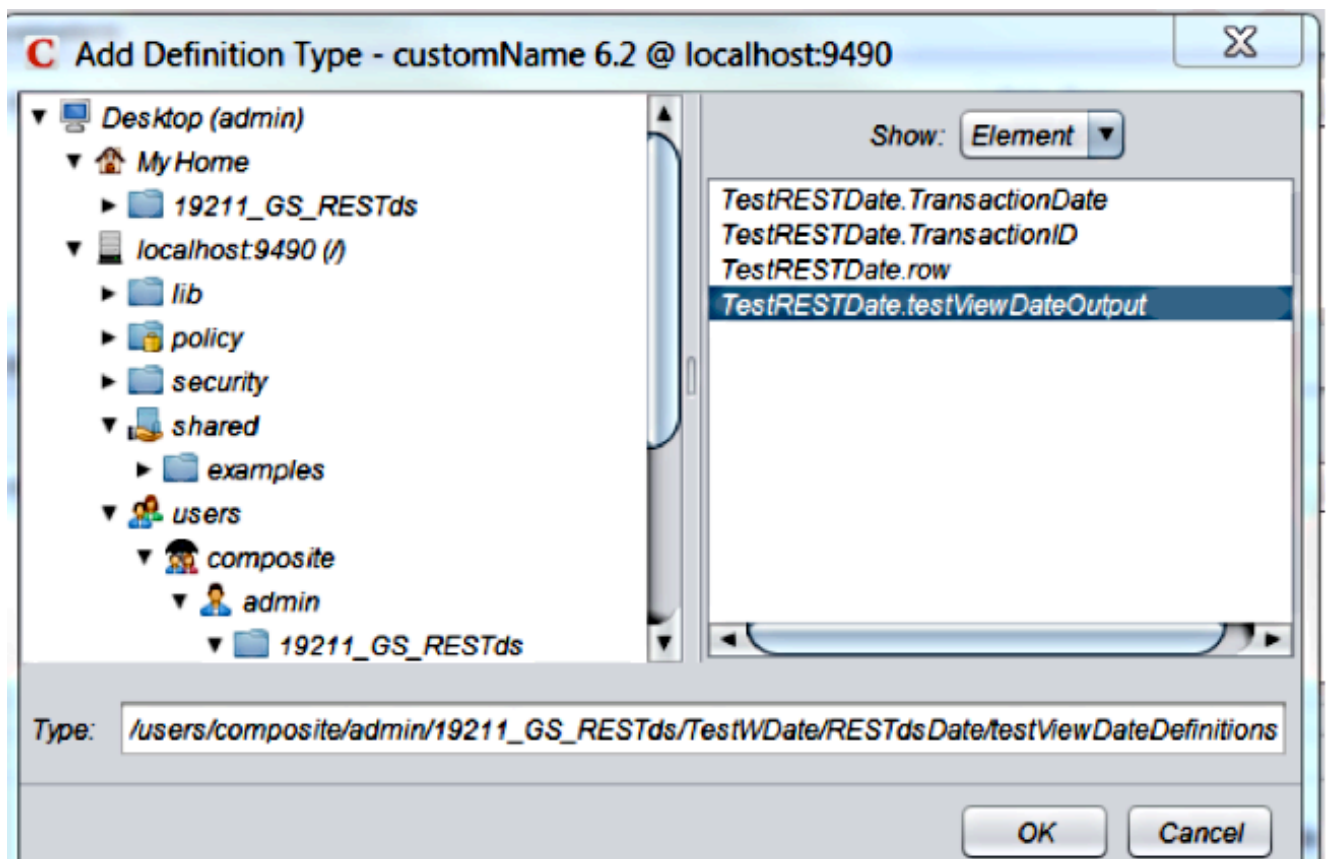 C Add Definition Type - customName 6.2 @ localhost:9490
Desktop (admin)
My Home
19211_GS_RESTds
localhost:9490 (/)
lib
policy
security
shared
examples
users
composite
admin
19211_GS_RESTds
Show: Element
TestRESTDate.TransactionDate
TestRESTDate.TransactionID
TestRESTDate.row
TestRESTDate.testViewDateOutput
Type: /users/composite/admin/19211_GS_RESTds/TestWDate/RESTdsDate/testViewDateDefinitions
OK Cancel